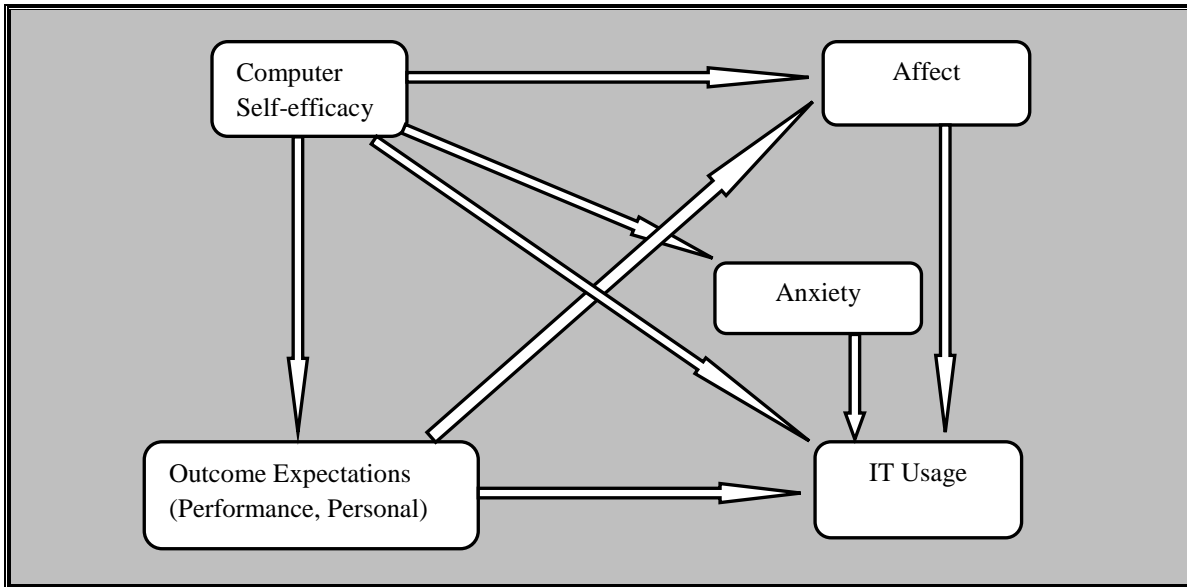 Computer
Self-efficacy
Affect
Anxiety
Outcome Expectations
(Performance, Personal)
IT Usage